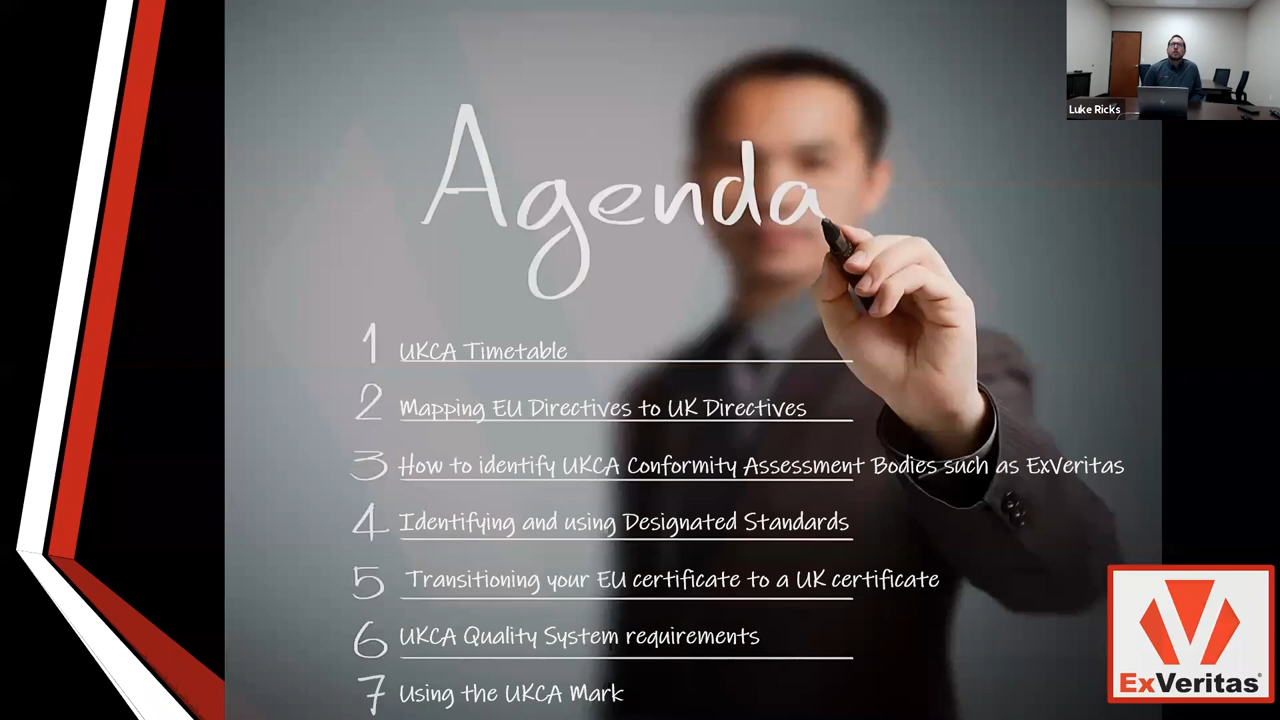 Luke Ricks
Agenda
1 UKCA Timetable
2 Mapping EU Directives to UK Directives
3 How to identify UKCA Conformity Assessment Bodies such as ExVeritas
4 Identifying and using Designated Standards
5 Transitioning your EU certificate to a UK certificate
6 UKCA Quality System requirements
7 Using the UKCA Mark
ExVeritas®